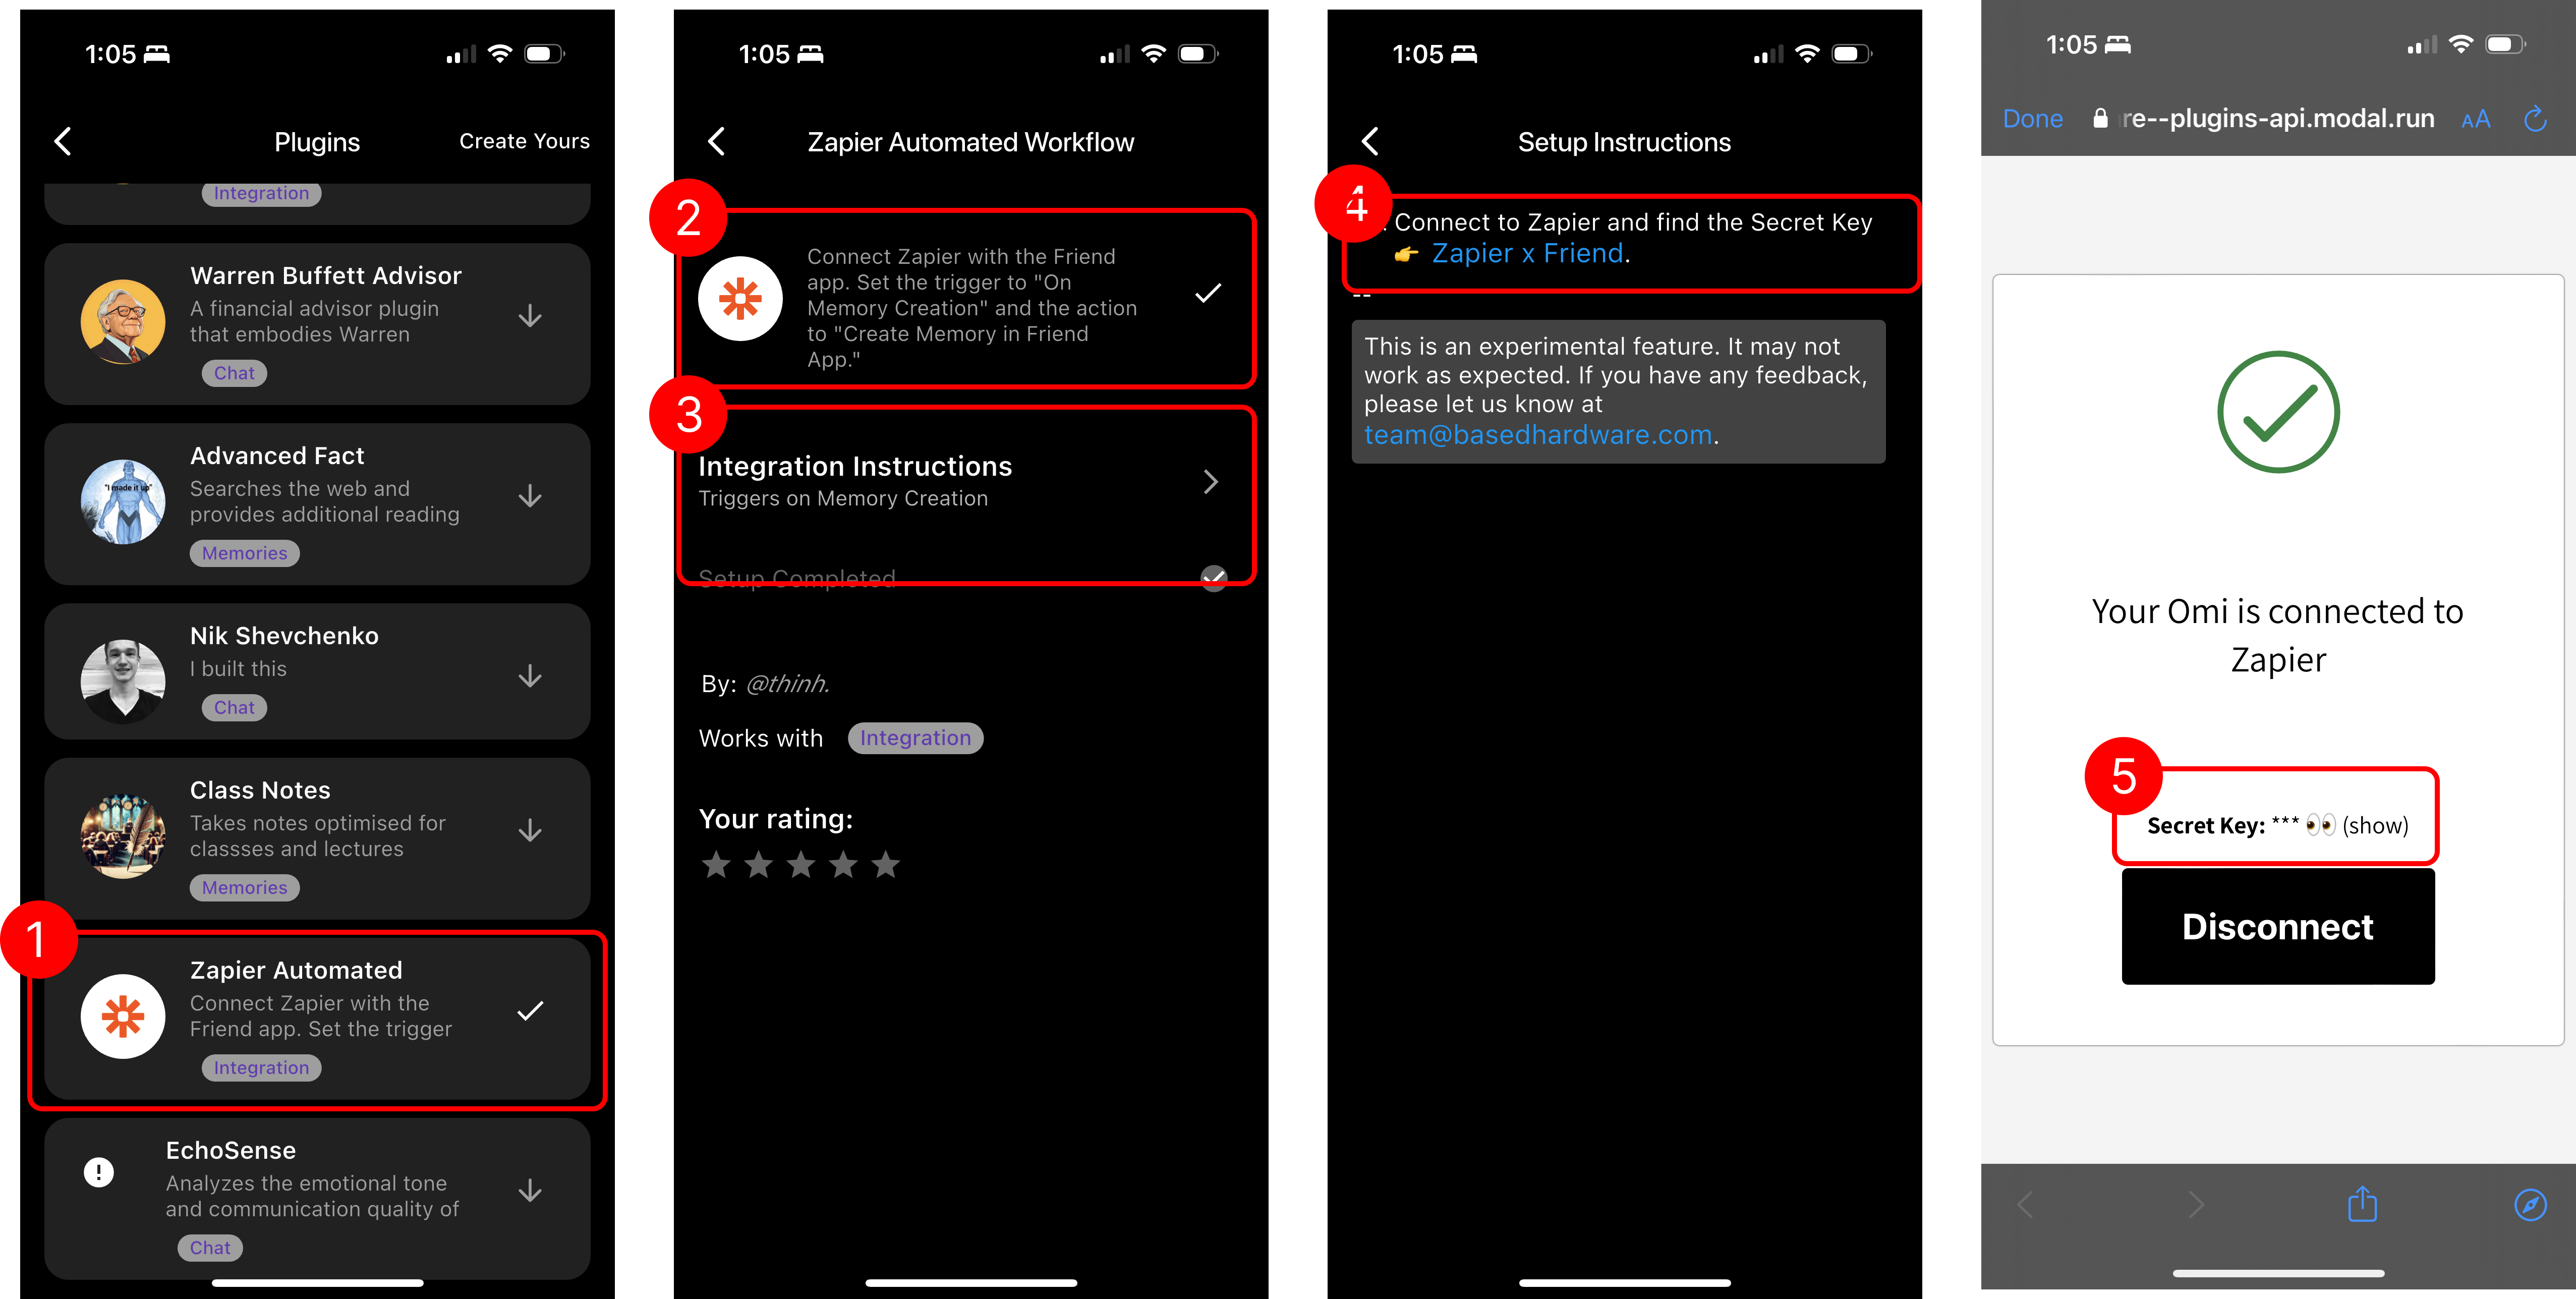 1:05
Plugins
Create Yours
Integration
Warren Buffett Advisor
A financial advisor plugin
that embodies Warren
Chat
Advanced Fact
"I made it up"
Searches the web and
provides additional reading
Memories
Nik Shevchenko
I built this
Chat
Class Notes
Takes notes optimised for
classses and lectures
Memories
1
Zapier Automated
Connect Zapier with the
Friend app. Set the trigger
Integration
EchoSense
Analyzes the emotional tone
and communication quality of
Chat
1:05
Zapier Automated Workflow
2
Connect Zapier with the Friend
app. Set the trigger to "On
Memory Creation" and the action
to "Create Memory in Friend
App."
3
Integration Instructions
Triggers on Memory Creation
Setup Completed
By: @thinh.
Works with Integration
Your rating:
1:05
Setup Instructions
4
Connect to Zapier and find the Secret Key
👉 Zapier x Friend.
--
This is an experimental feature. It may not
work as expected. If you have any feedback,
please let us know at
team@basedhardware.com.
1:05
Done re--plugins-api.modal.run AA
Your Omi is connected to
Zapier
5
Secret Key: *** 👀 (show)
Disconnect